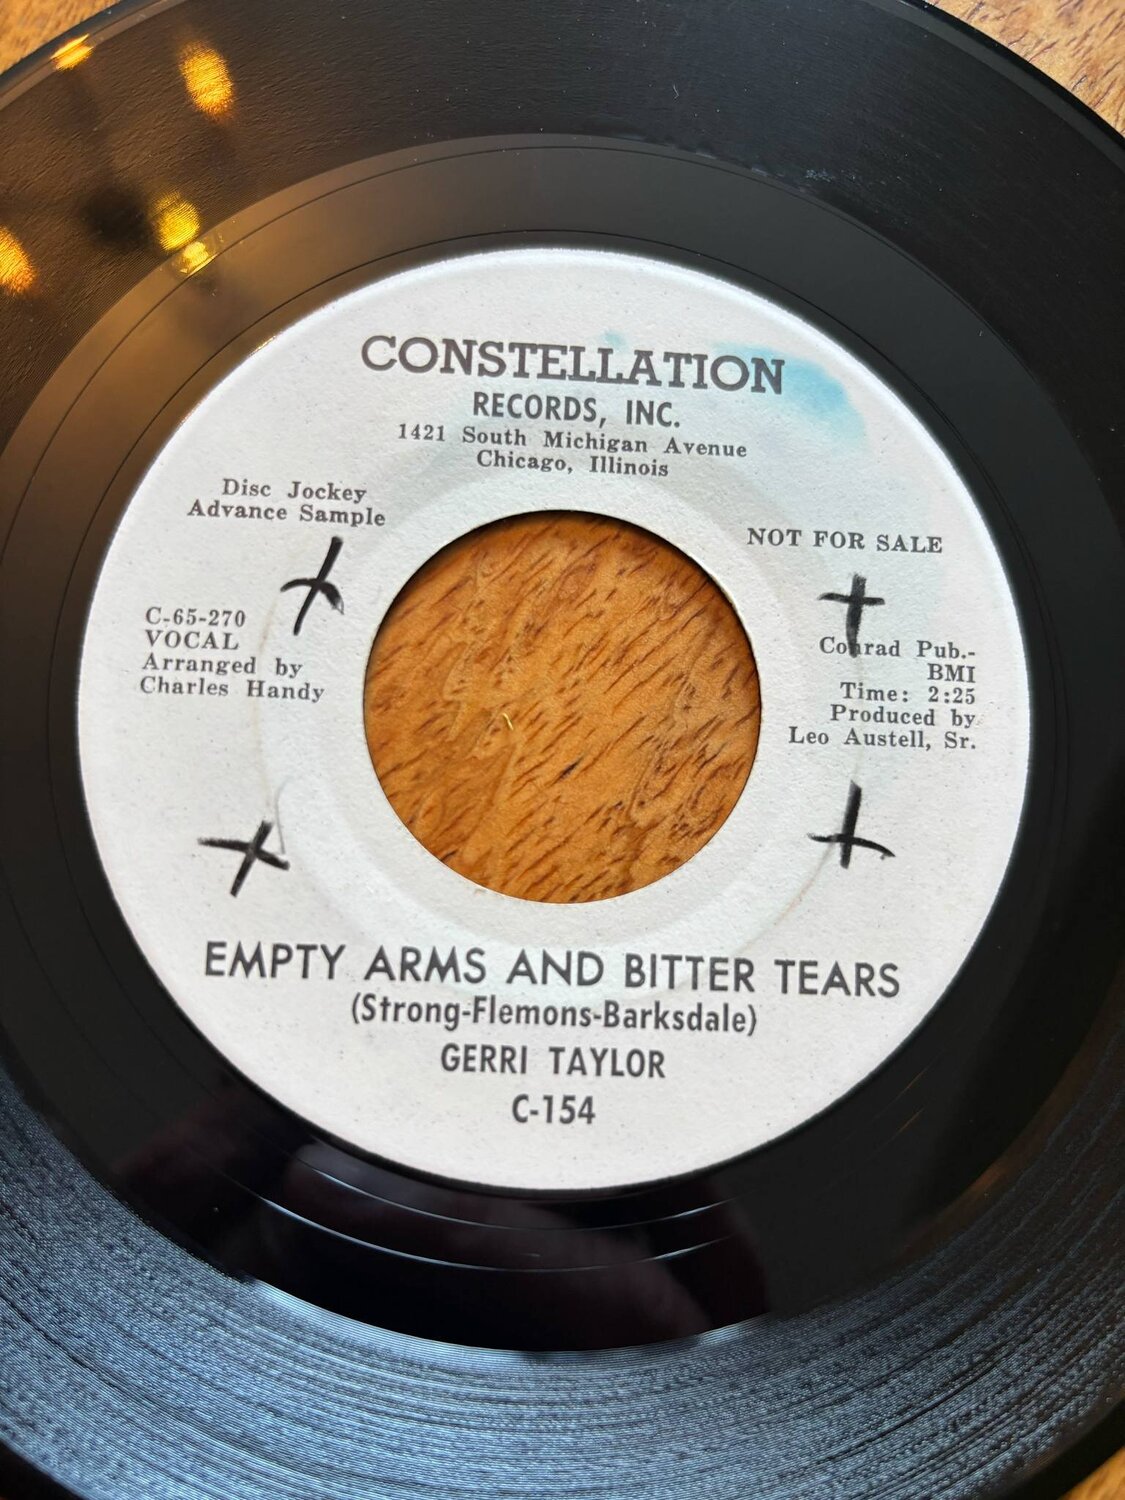 CONSTELLATION
RECORDS, INC.
1421 South Michigan Avenue
Chicago, Illinois
Disc Jockey
Advance Sample
NOT FOR SALE
C-65-270
VOCAL
Arranged by
Charles Handy
Conrad Pub.-
BMI
Time: 2:25
Produced by
Leo Austell, Sr.
EMPTY ARMS AND BITTER TEARS
(Strong-Flemons-Barksdale)
GERRI TAYLOR
C-154